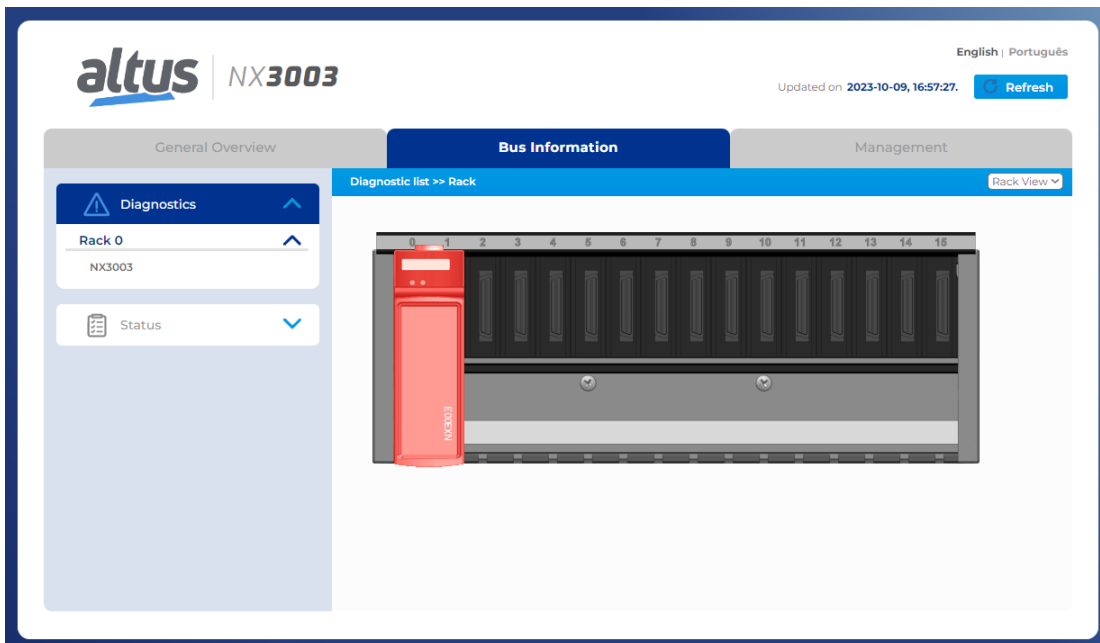 English | Português
altus NX3003
Updated on 2023-10-09, 16:57:27. Refresh
General Overview Bus Information Management
Diagnostic list >> Rack Rack View
Diagnostics
Rack 0
NX3003
Status
0 1 2 3 4 5 6 7 8 9 10 11 12 13 14 15
NX3003